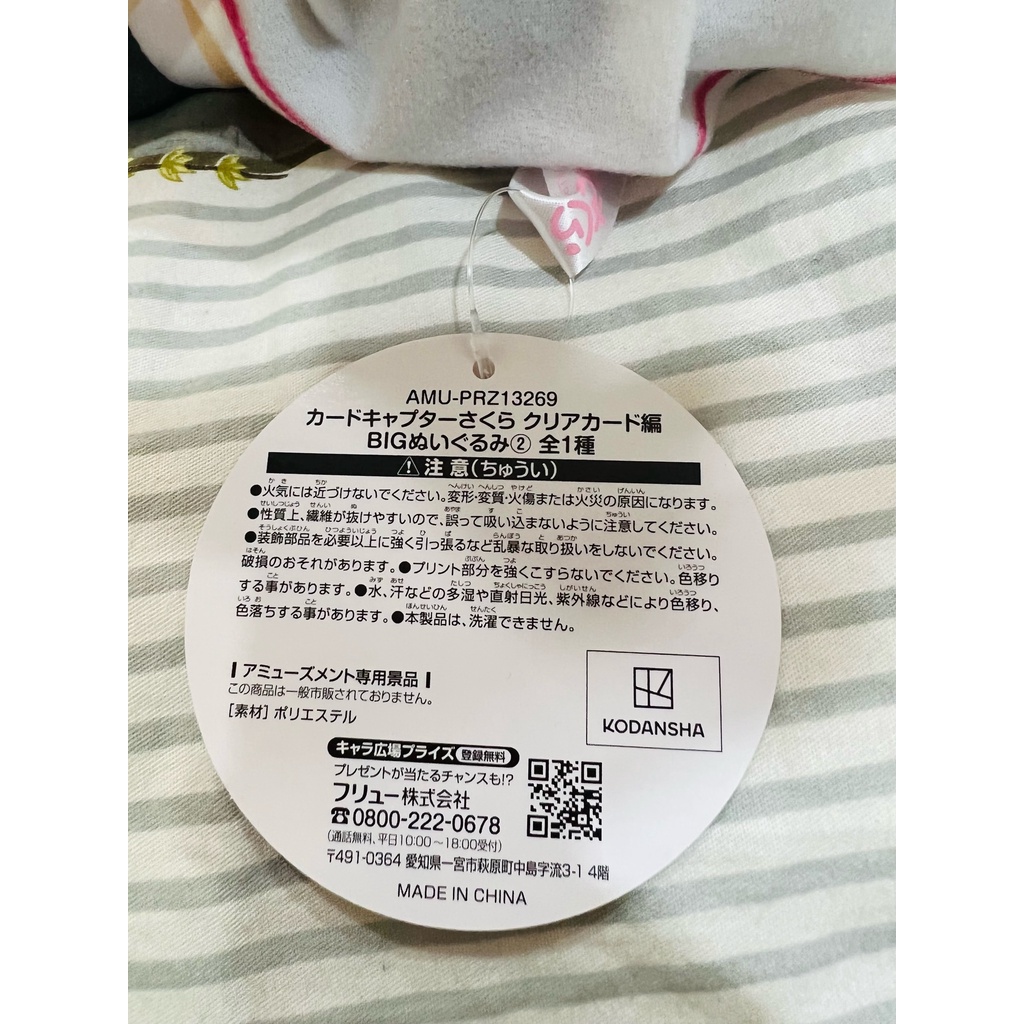 AMU-PRZ13269
カードキャプターさくら クリアカード編
BIGぬいぐるみ② 全1種
⚠注意(ちゅうい)
●火気には近づけないでください。変形・変質・火傷または火災の原因になります。
●性質上、繊維が抜けやすいので、誤って吸い込まないように注意してください。
●装飾部品を必要以上に強く引っ張るなど乱暴な取り扱いをしないでください。
破損のおそれがあります。●プリント部分を強くこすらないでください。色移り
する事があります。●水、汗などの多湿や直射日光、紫外線などにより色移り、
色落ちする事があります。●本製品は、洗濯できません。
アミューズメント専用景品
この商品は一般市販されておりません。
[素材] ポリエステル
KODANSHA
キャラ広場プライズ 登録無料
プレゼントが当たるチャンスも!?
フリュー株式会社
☎0800-222-0678
(通話無料、平日10:00~18:00受付)
〒491-0364 愛知県一宮市萩原町中島字流3-1 4階
MADE IN CHINA